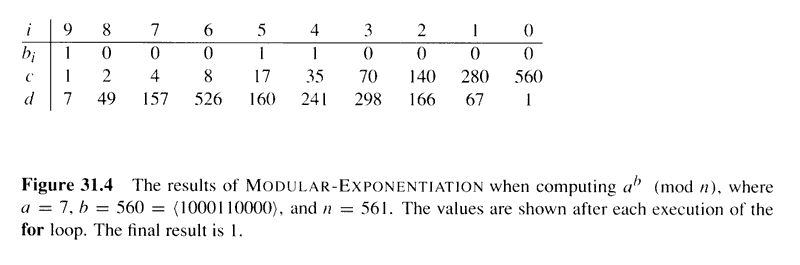 i 9 8 7 6 5 4 3 2 1 0
bᵢ 1 0 0 0 1 1 0 0 0 0
c 1 2 4 8 17 35 70 140 280 560
d 7 49 157 526 160 241 298 166 67 1
Figure 31.4 The results of MODULAR-EXPONENTIATION when computing aᵇ (mod n), where
a = 7, b = 560 = ⟨1000110000⟩, and n = 561. The values are shown after each execution of the
for loop. The final result is 1.